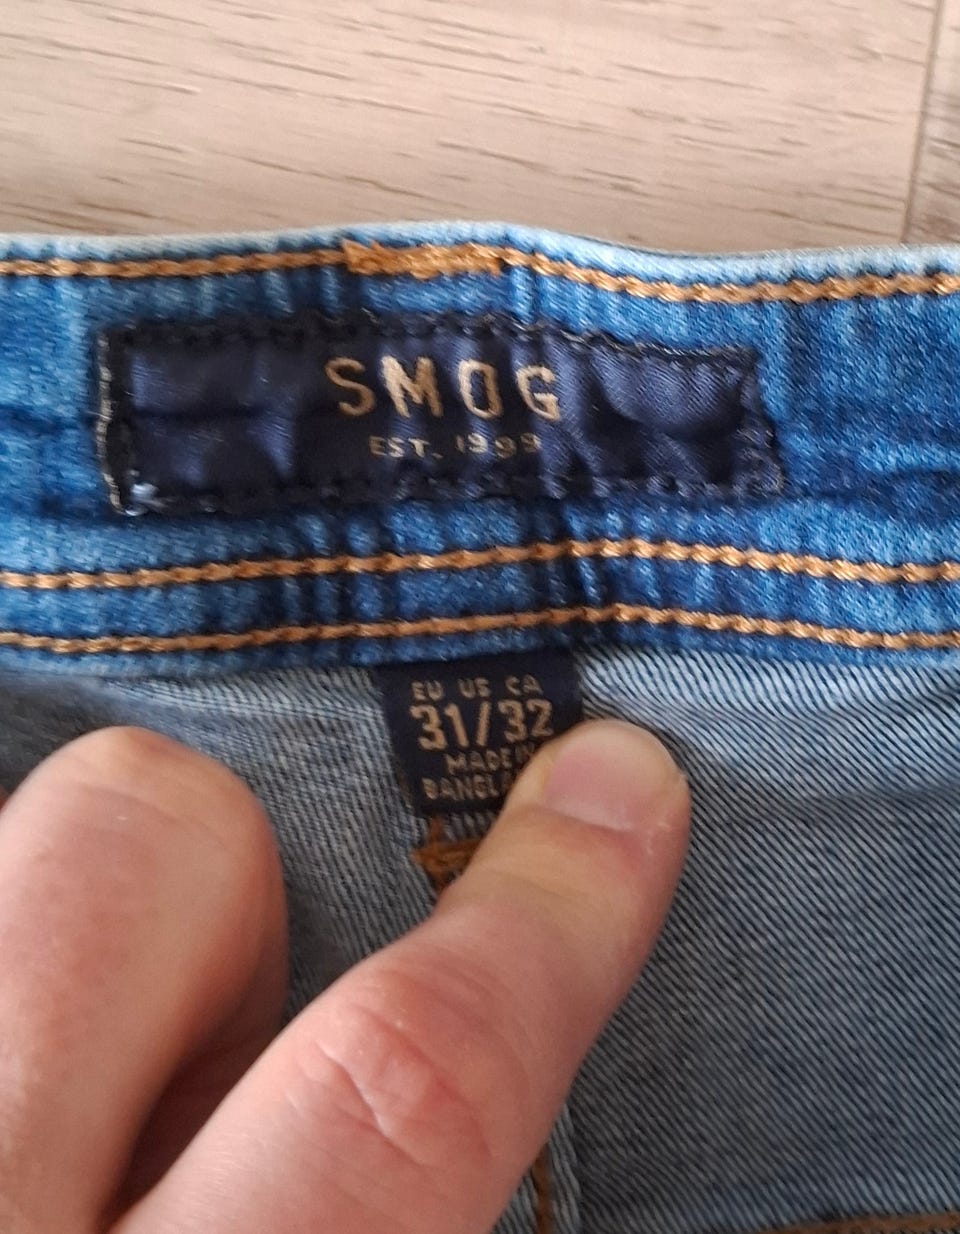 SMOG
EST. 1999
EU US CA
31/32
MADE IN